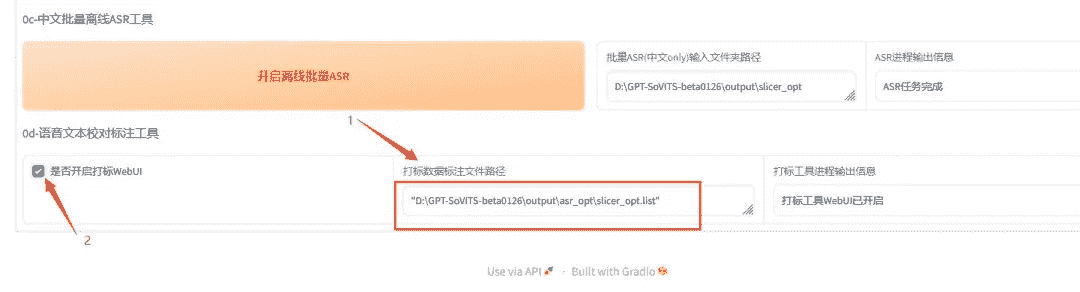 0c-中文批量离线ASR工具
开启离线批量ASR
批量ASR(中文only)输入文件夹路径
D:\GPT-SoVITS-beta0126\output\slicer_opt
ASR进程输出信息
ASR任务完成
1
0d-语音文本校对标注工具
是否开启打标WebUI
打标数据标注文件路径
"D:\GPT-SoVITS-beta0126\output\asr_opt\slicer_opt.list"
打标工具进程输出信息
打标工具WebUI已开启
2
Use via API · Built with Gradio